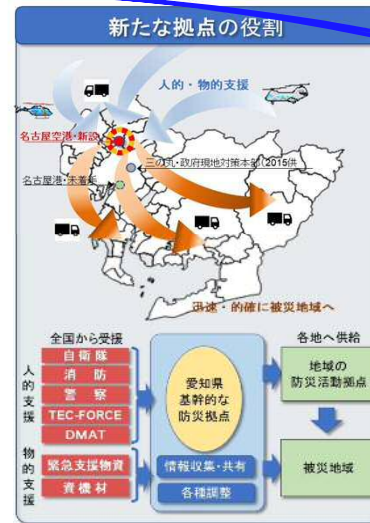 新たな拠点の役割
人的・物的支援
名古屋空港・新設
三の丸・政府現地対策本部（2015供
名古屋港・未着手
迅速・的確に被災地域へ
全国から受援
各地へ供給
人的支援
自衛隊
消防
警察
TEC-FORCE
DMAT
物的支援
緊急支援物資
資機材
愛知県
基幹的な
防災拠点
情報収集・共有
各種調整
地域の
防災活動拠点
被災地域